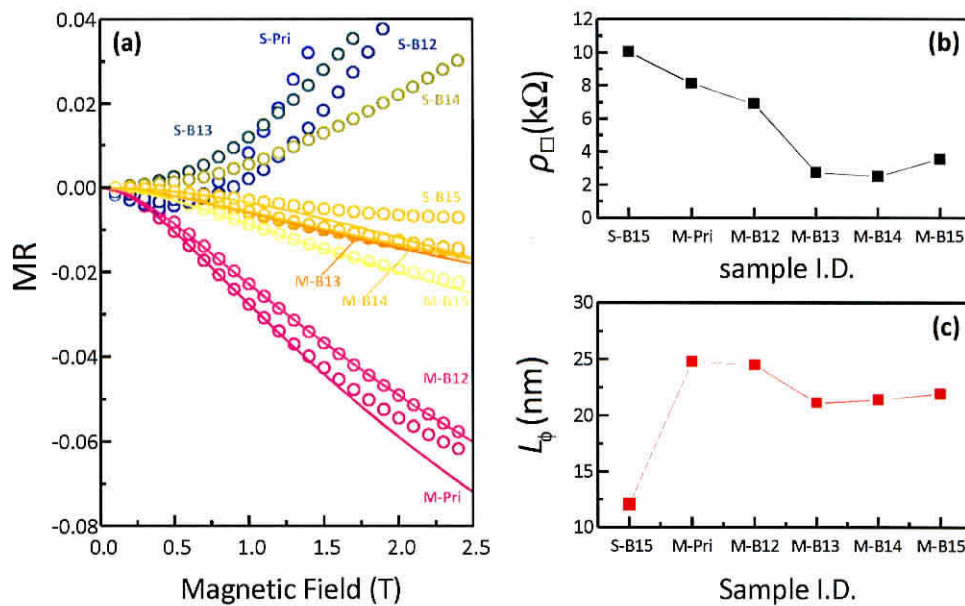 (a)
0.04
0.02
0.00
-0.02
-0.04
-0.06
-0.08
MR
S-Pri
S-B12
S-B14
S-B13
S-B15
M-B13
M-B14
M-B15
M-B12
M-Pri
0.0 0.5 1.0 1.5 2.0 2.5
Magnetic Field (T)
(b)
12
10
8
6
4
2
0
ρ□(kΩ)
S-B15 M-Pri M-B12 M-B13 M-B14 M-B15
sample I.D.
(c)
30
25
20
15
10
Lϕ(nm)
S-B15 M-Pri M-B12 M-B13 M-B14 M-B15
Sample I.D.